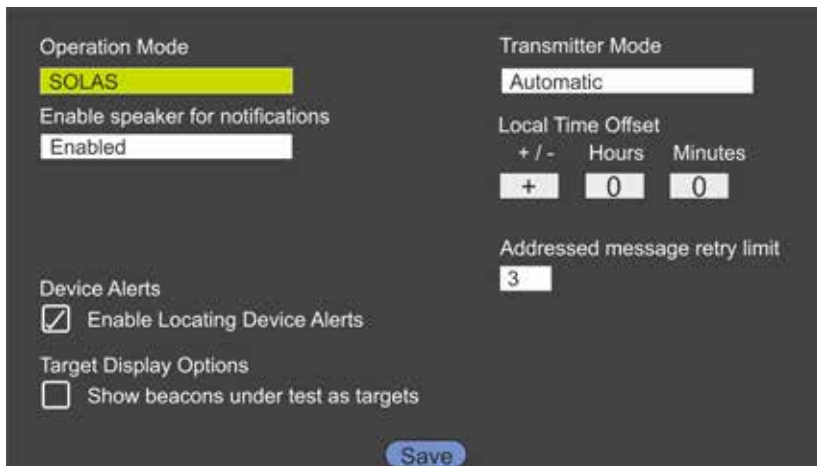 Operation Mode
SOLAS
Enable speaker for notifications
Enabled
Device Alerts
Enable Locating Device Alerts
Target Display Options
Show beacons under test as targets
Transmitter Mode
Automatic
Local Time Offset
+ / - Hours Minutes
+ 0 0
Addressed message retry limit
3
Save